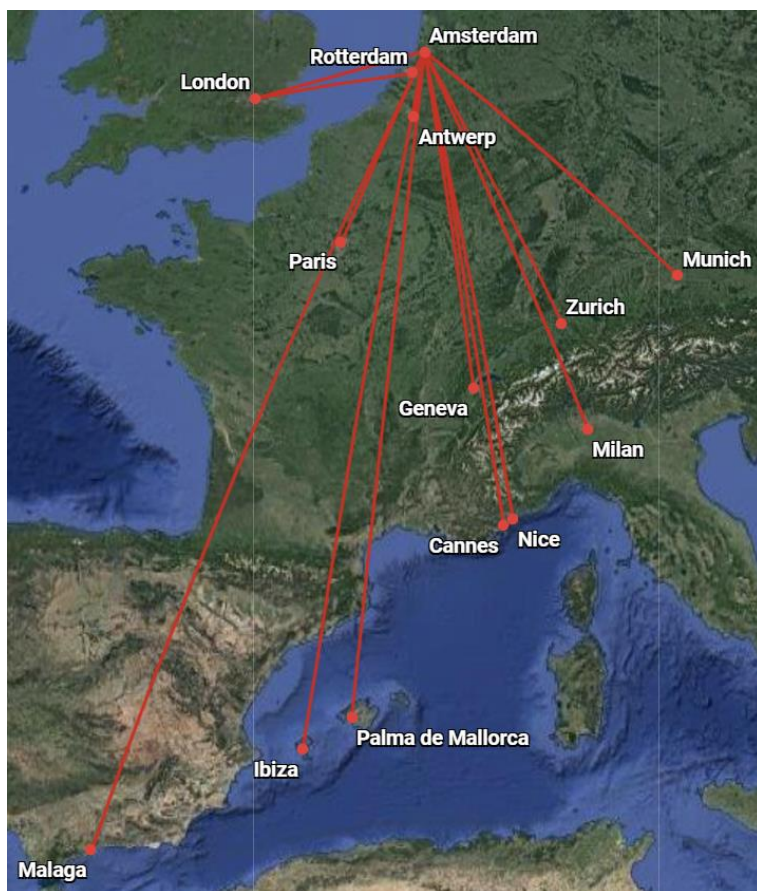 Amsterdam
Rotterdam
London
Antwerp
Paris
Munich
Zurich
Geneva
Milan
Cannes
Nice
Palma de Mallorca
Ibiza
Malaga